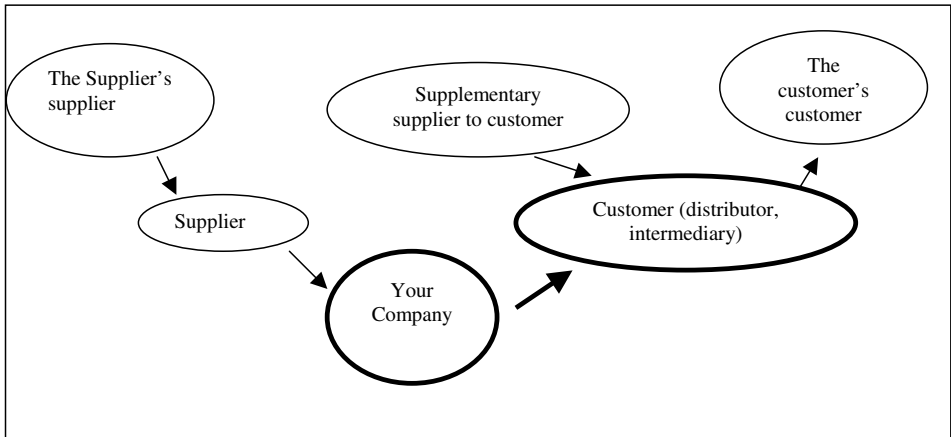 The Supplier’s
supplier
Supplementary
supplier to customer
The
customer’s
customer
Supplier
Customer (distributor,
intermediary)
Your
Company